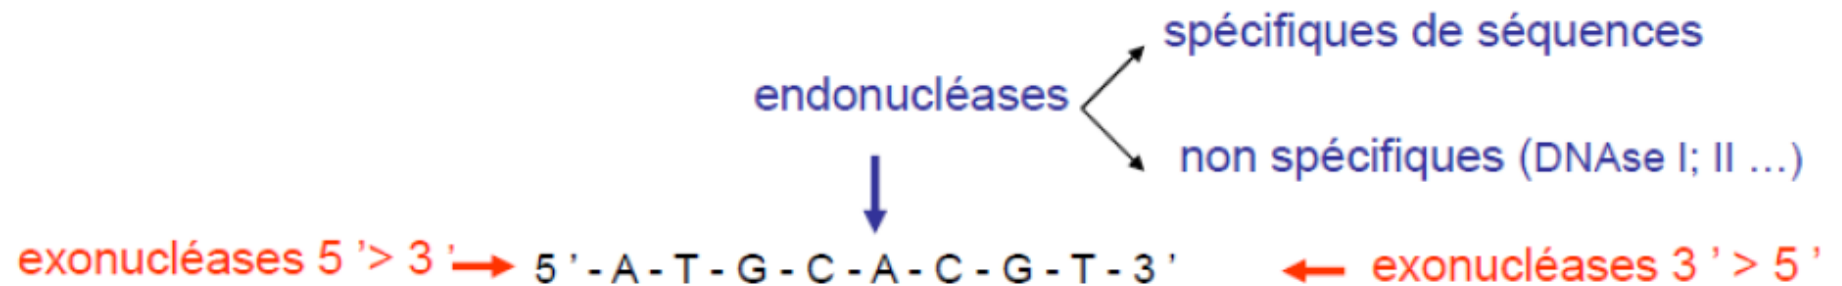 spécifiques de séquences
endonucléases
non spécifiques (DNAse I; II ...)
exonucléases 5 '> 3 ' 5 ' - A - T - G - C - A - C - G - T - 3 ' exonucléases 3 ' > 5 '